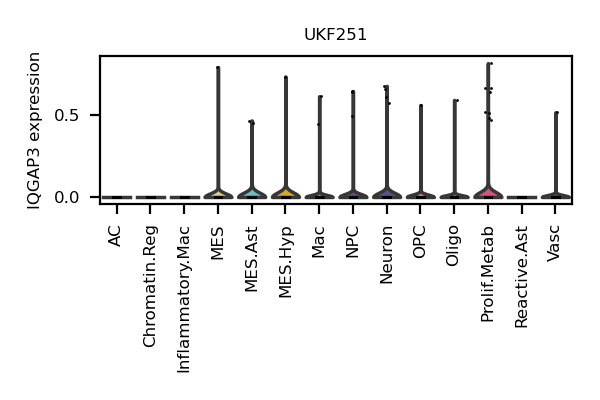 UKF251
IQGAP3 expression
0.5
0.0
AC
Chromatin.Reg
Inflammatory.Mac
MES
MES.Ast
MES.Hyp
Mac
NPC
Neuron
OPC
Oligo
Prolif.Metab
Reactive.Ast
Vasc